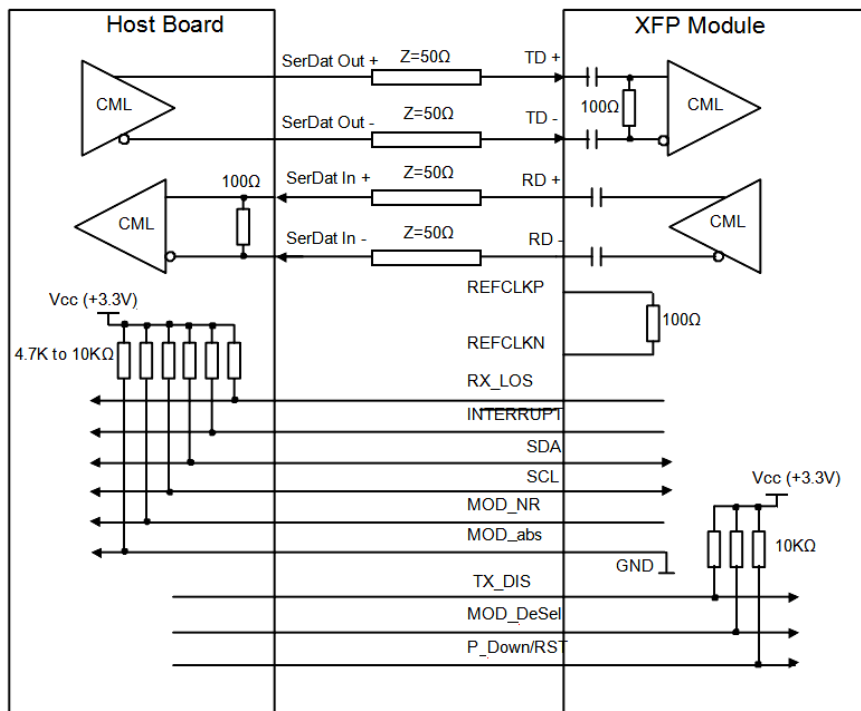 Host Board
XFP Module
SerDat Out +
Z=50Ω
TD +
CML
100Ω
CML
SerDat Out -
Z=50Ω
TD -
100Ω
SerDat In +
Z=50Ω
RD +
CML
CML
SerDat In -
Z=50Ω
RD -
REFCLKP
Vcc (+3.3V)
100Ω
4.7K to 10KΩ
REFCLKN
RX_LOS
INTERRUPT
SDA
SCL
Vcc (+3.3V)
MOD_NR
MOD_abs
10KΩ
GND
TX_DIS
MOD_DeSel
P_Down/RST